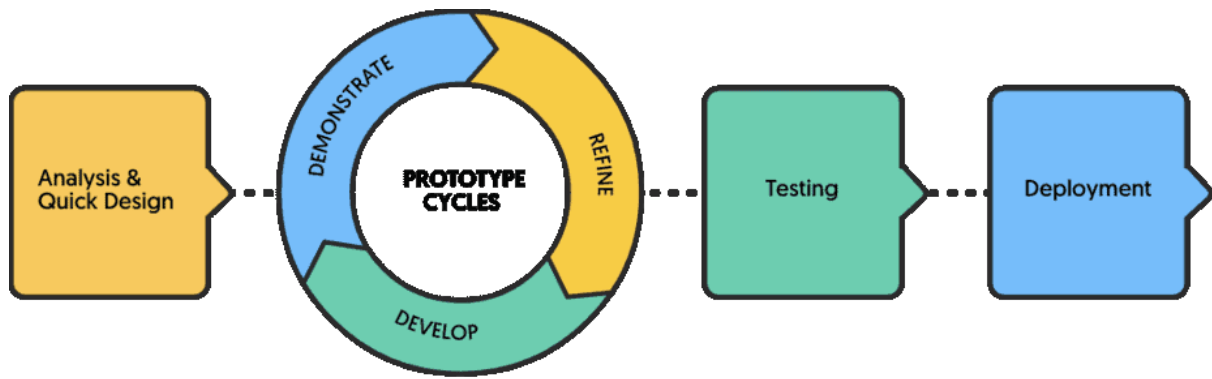 Analysis &
Quick Design
DEMONSTRATE
REFINE
DEVELOP
PROTOTYPE
CYCLES
Testing
Deployment